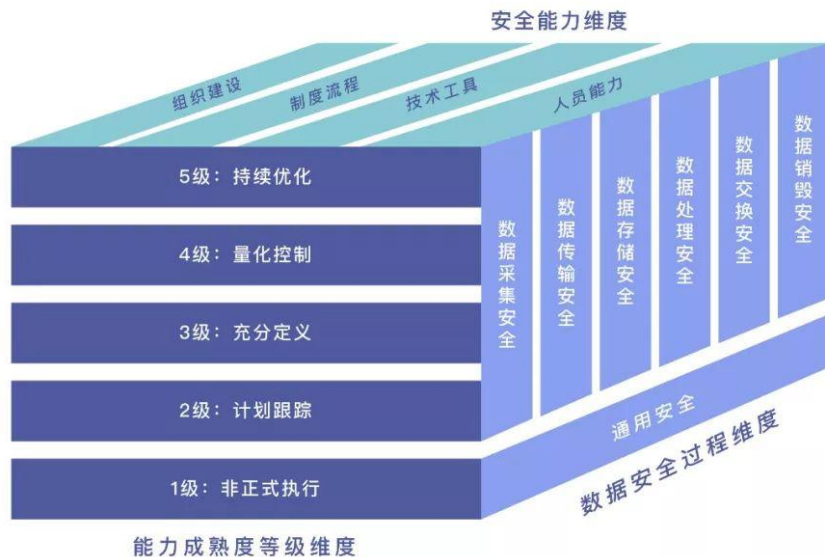 安全能力维度
组织建设
制度流程
技术工具
人员能力
5级：持续优化
4级：量化控制
3级：充分定义
2级：计划跟踪
1级：非正式执行
数据采集安全
数据传输安全
数据存储安全
数据处理安全
数据交换安全
数据销毁安全
通用安全
数据安全过程维度
能力成熟度等级维度